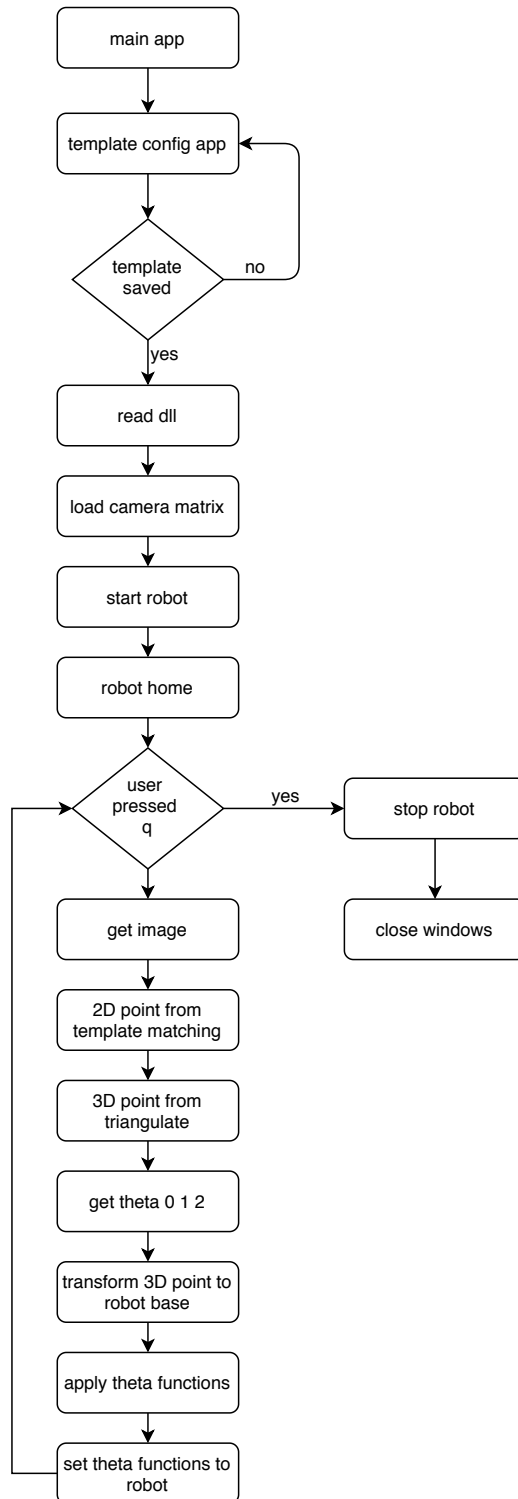 main app
template config app
template
saved
no
yes
read dll
load camera matrix
start robot
robot home
user
pressed
q
yes
stop robot
get image
close windows
2D point from
template matching
3D point from
triangulate
get theta 0 1 2
transform 3D point to
robot base
apply theta functions
set theta functions to
robot